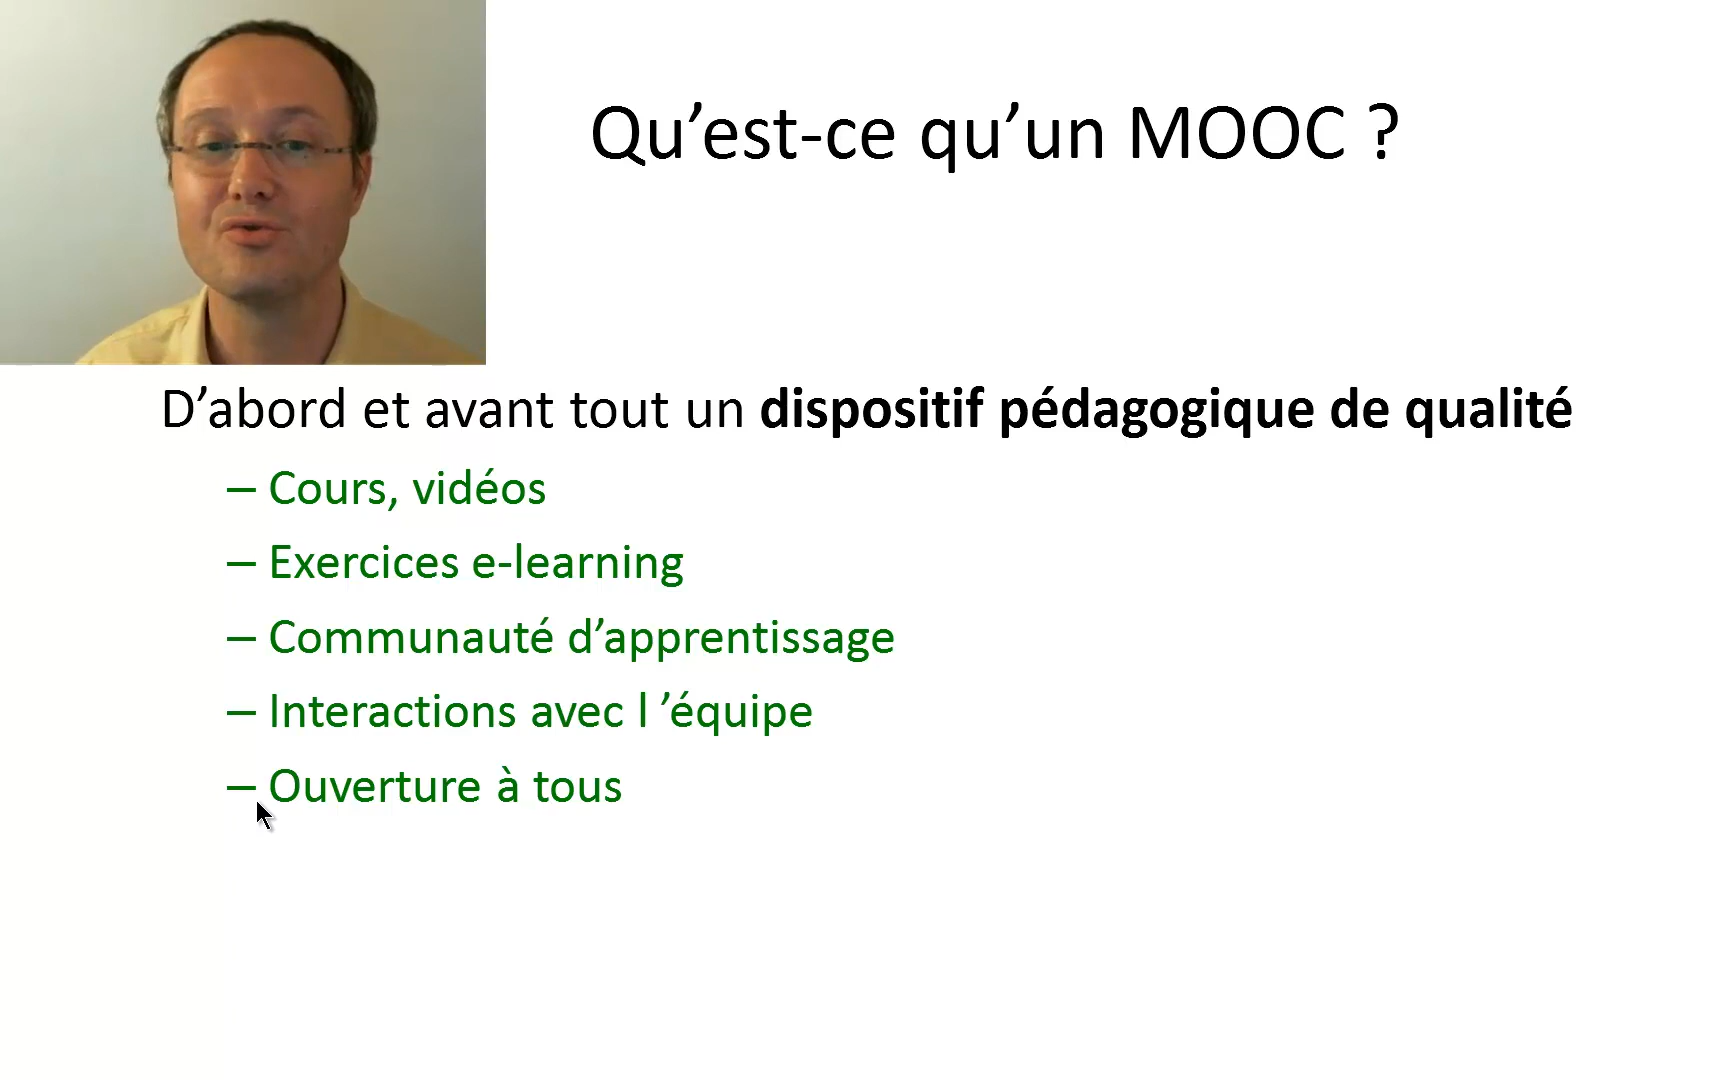 Qu’est-ce qu’un MOOC ?
D’abord et avant tout un dispositif pédagogique de qualité
– Cours, vidéos
– Exercices e-learning
– Communauté d’apprentissage
– Interactions avec l ’équipe
– Ouverture à tous